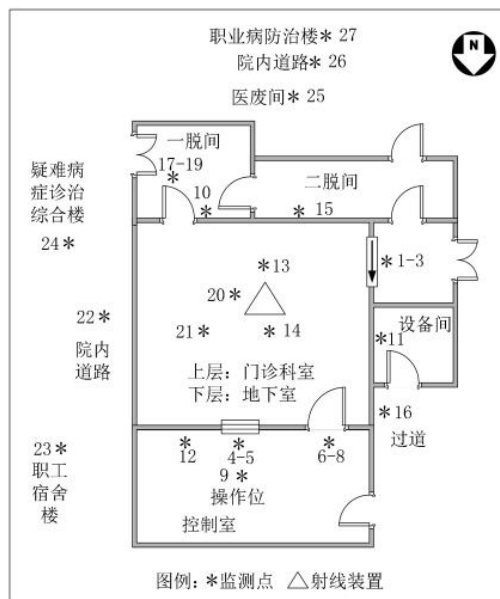 职业病防治楼* 27
院内道路* 26
N
医废间* 25
一脱间
17-19
*
疑难病
症诊治
综合楼
24*
10
*
二脱间
*
15
* 1-3
* 13
20*
22*
院内
道路
21*
* 14
设备间
*
11
上层：门诊科室
下层：地下室
* 16
过道
23*
职工
宿舍
楼
*
12
*
4-5
*
6-8
9 *
操作位
控制室
图例：*监测点 △射线装置